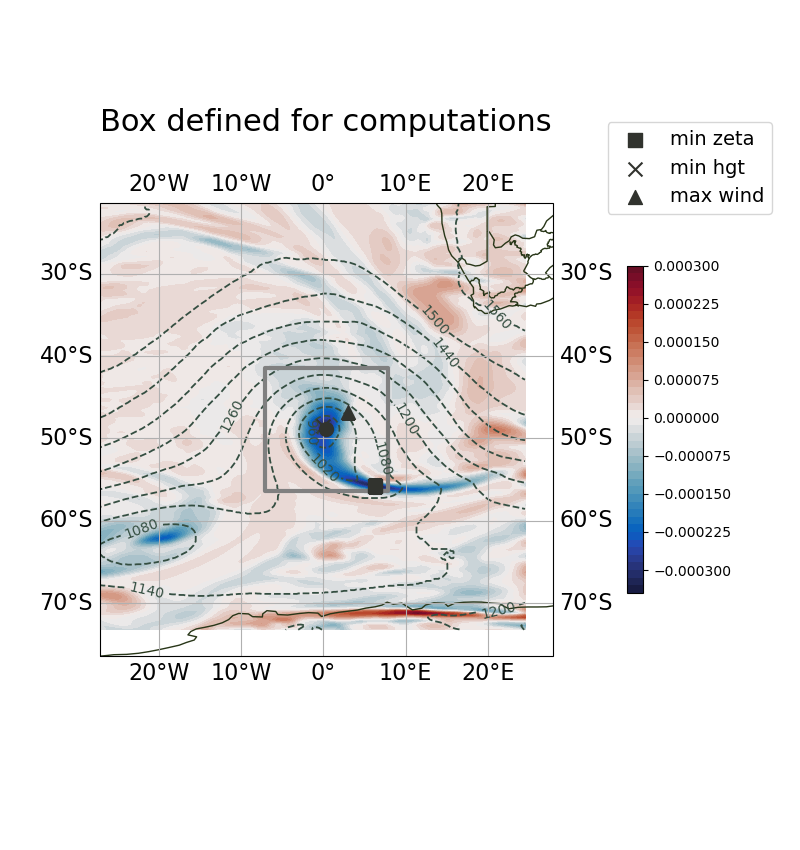 Box defined for computations
min zeta
min hgt
max wind
20°W 10°W 0° 10°E 20°E
30°S 30°S
40°S 40°S
50°S 50°S
60°S 60°S
70°S 70°S
20°W 10°W 0° 10°E 20°E
1560
1500
1440
1260
1200
1080
1020
1080
1140
1200
0.000300
0.000225
0.000150
0.000075
0.000000
−0.000075
−0.000150
−0.000225
−0.000300